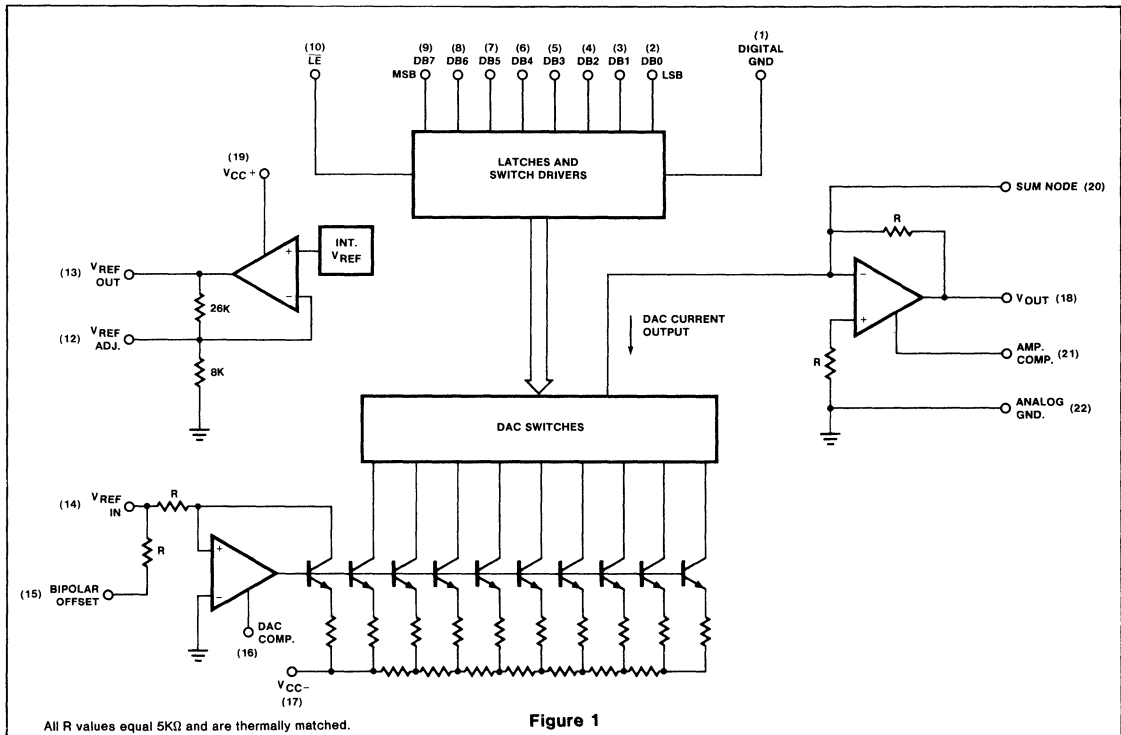 (10) (9) (8) (7) (6) (5) (4) (3) (2) (1)
LE DB7 DB6 DB5 DB4 DB3 DB2 DB1 DB0 DIGITAL
GND
MSB LSB
LATCHES AND
SWITCH DRIVERS
(19)
VCC+
INT.
VREF
+
−
(13) VREF
OUT
26K
(12) VREF
ADJ.
8K
SUM NODE (20)
R
−
+
VOUT (18)
DAC CURRENT
OUTPUT
R
AMP.
COMP. (21)
ANALOG
GND. (22)
DAC SWITCHES
(14) VREF
IN
R
R
+
−
(15) BIPOLAR
OFFSET
DAC
COMP.
(16)
VCC−
(17)
All R values equal 5KΩ and are thermally matched.
Figure 1